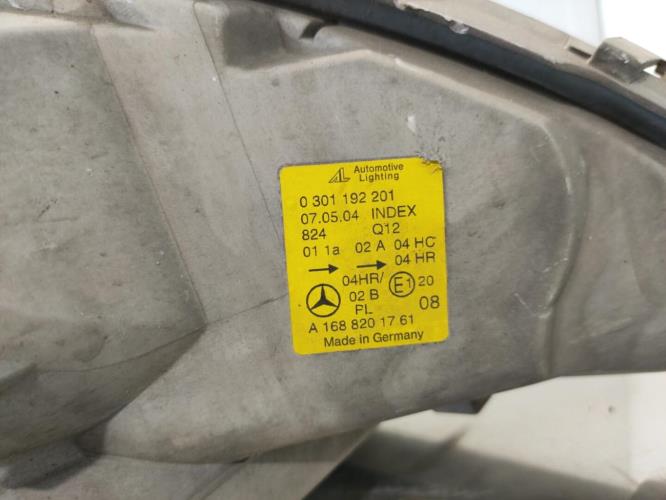 AL Automotive
Lighting
0 301 192 201
07.05.04 INDEX
824 Q12
01 1a 02 A 04 HC
04 HR
04HR/ E1 20
02 B 08
PL
A 168 820 17 61
Made in Germany